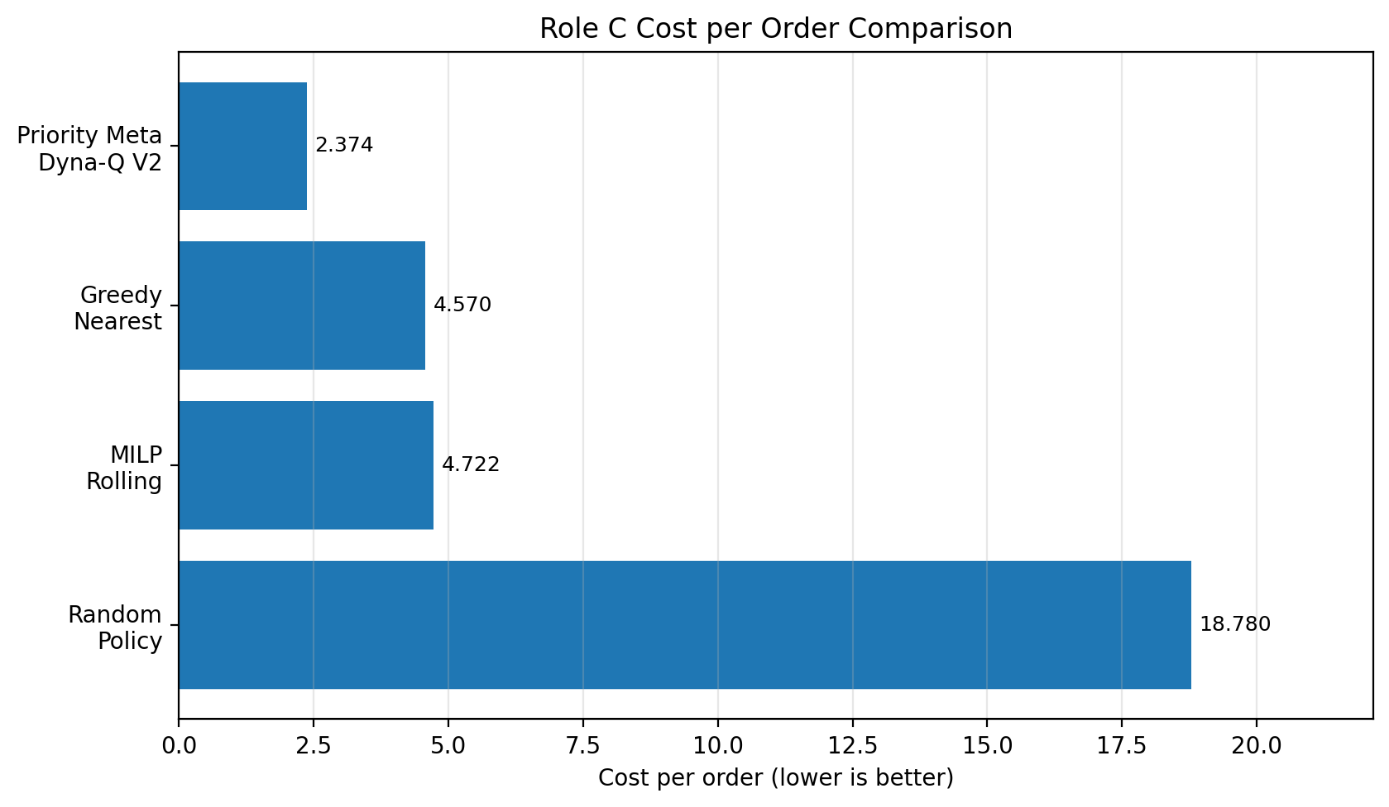 Role C Cost per Order Comparison
Priority Meta
Dyna-Q V2
2.374
Greedy
Nearest
4.570
MILP
Rolling
4.722
Random
Policy
18.780
0.0 2.5 5.0 7.5 10.0 12.5 15.0 17.5 20.0
Cost per order (lower is better)